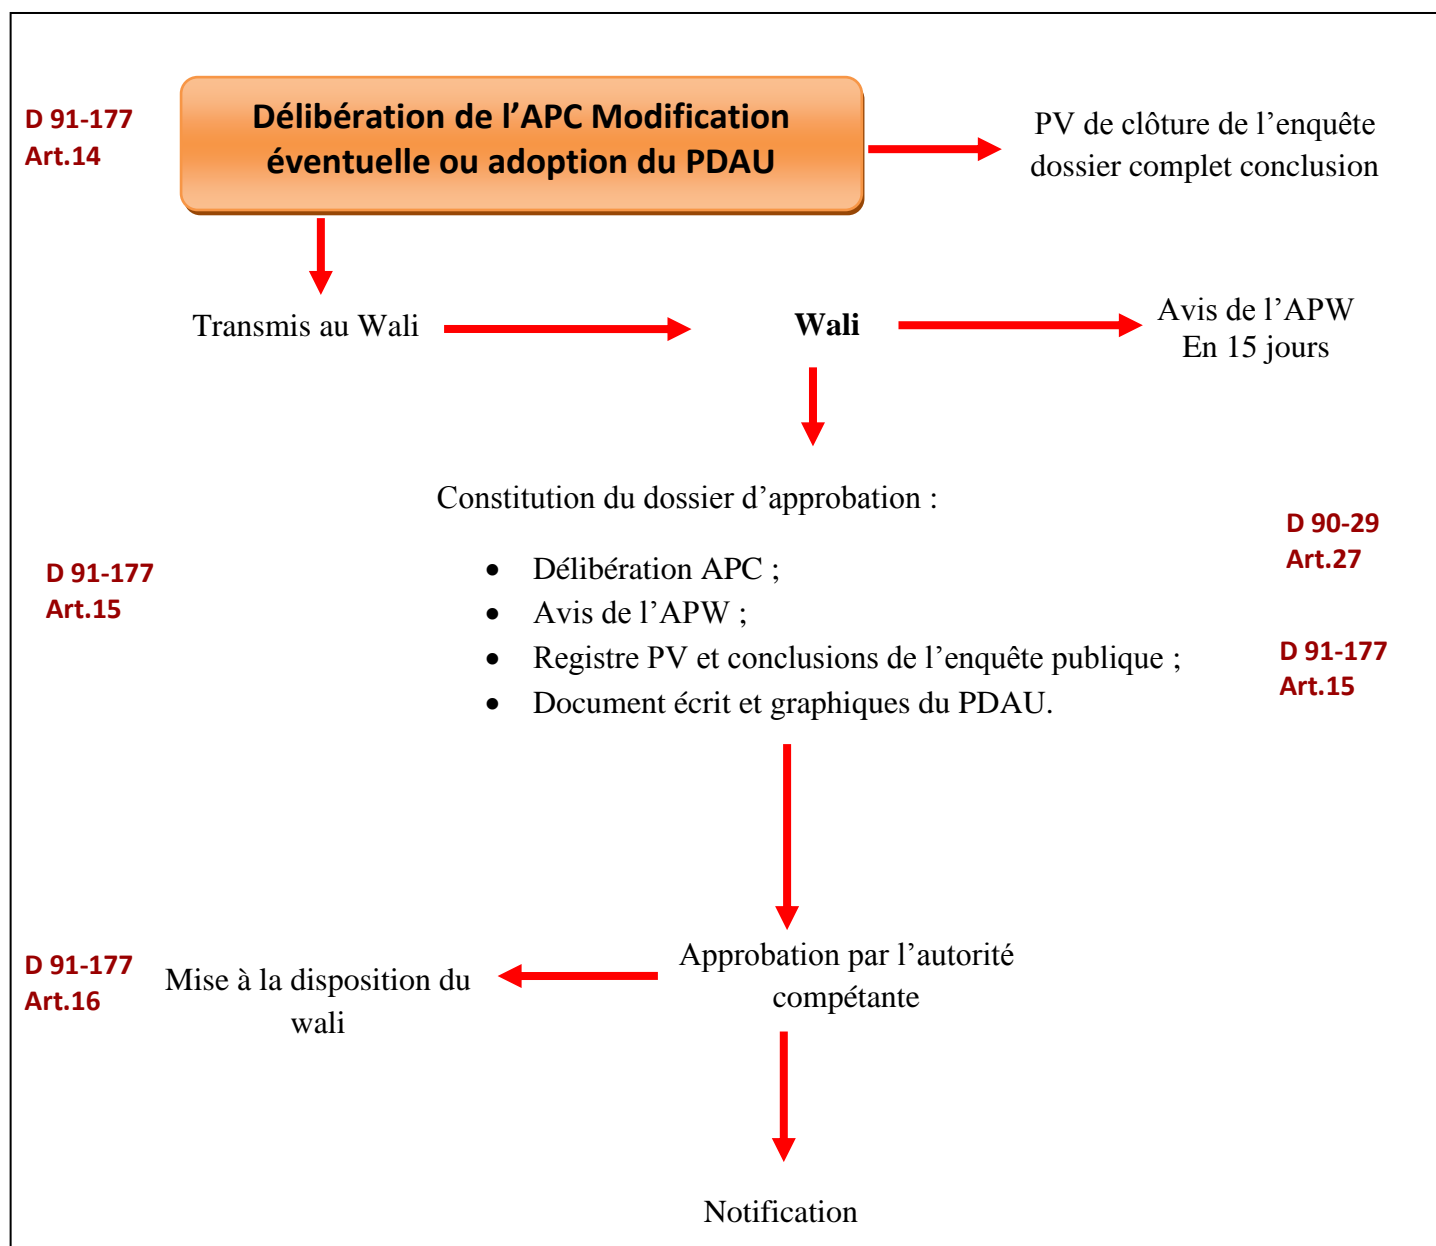 D 91-177
Art.14
Délibération de l’APC Modification
éventuelle ou adoption du PDAU
PV de clôture de l’enquête
dossier complet conclusion
Transmis au Wali
Wali
Avis de l’APW
En 15 jours
Constitution du dossier d’approbation :
D 90-29
Art.27
D 91-177
Art.15
• Délibération APC ;
• Avis de l’APW ;
• Registre PV et conclusions de l’enquête publique ;
• Document écrit et graphiques du PDAU.
D 91-177
Art.15
D 91-177
Art.16
Mise à la disposition du
wali
Approbation par l’autorité
compétante
Notification